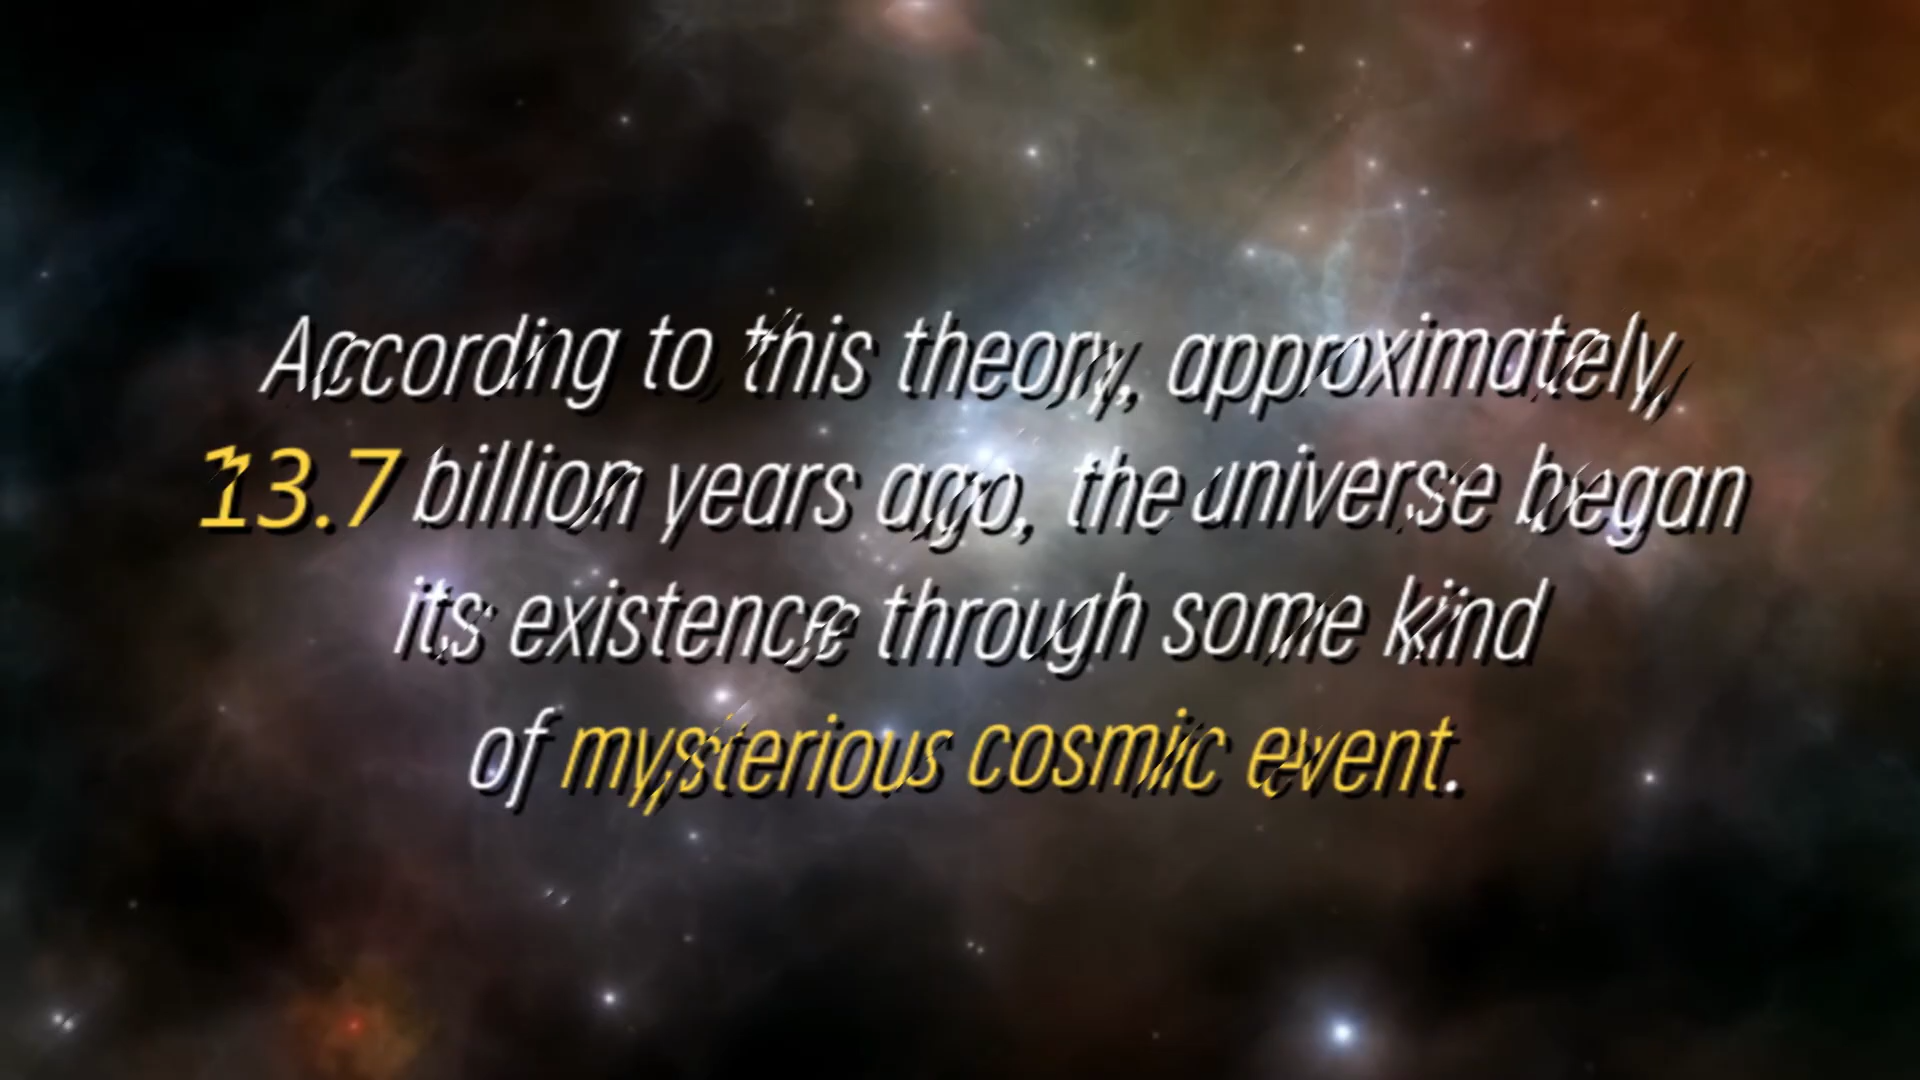 According to this theory, approximately,
13.7 billion years ago, the universe began
its existence through some kind
of mysterious cosmic event.